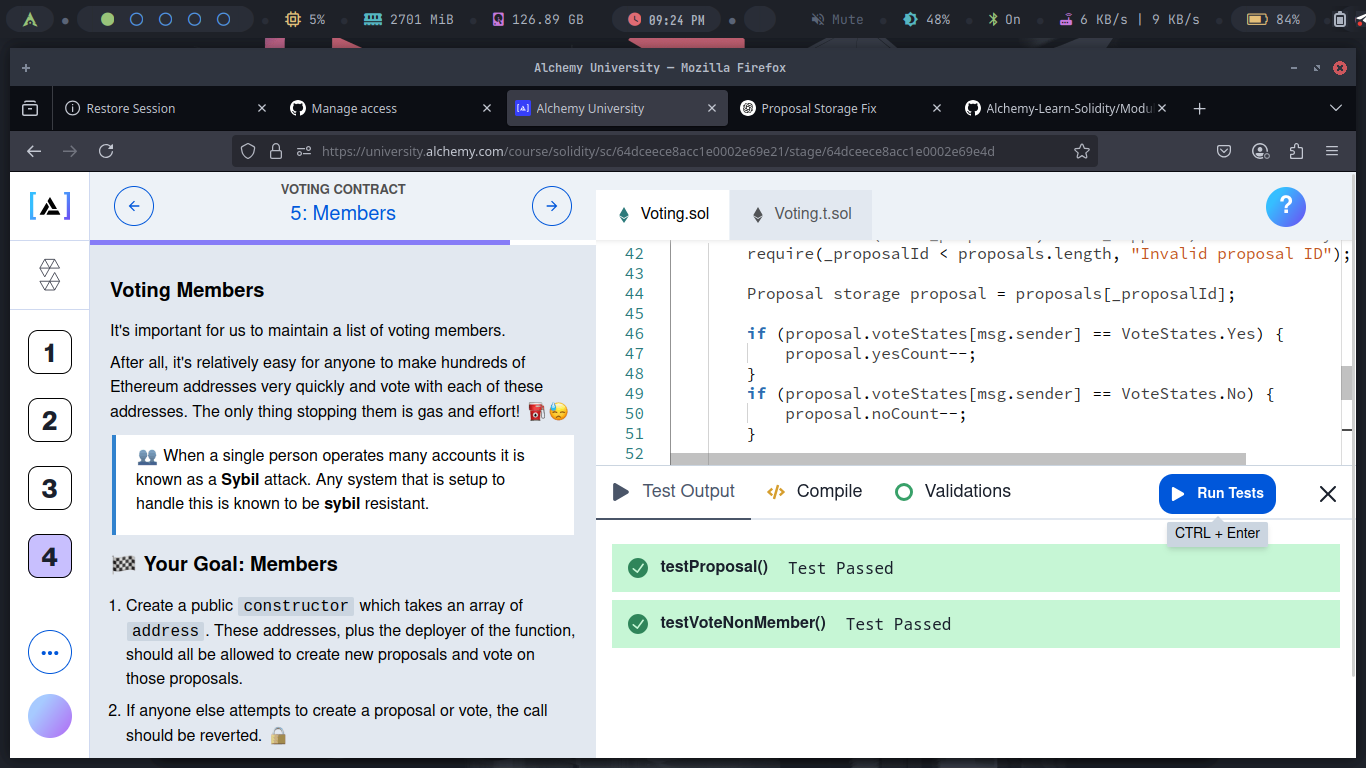 5%
2701 MiB
126.89 GB
09:24 PM
Mute
48%
On
6 KB/s | 9 KB/s
84%
Alchemy University — Mozilla Firefox
Restore Session
Manage access
Alchemy University
Proposal Storage Fix
Alchemy-Learn-Solidity/Modu
https://university.alchemy.com/course/solidity/sc/64dceece8acc1e0002e69e21/stage/64dceece8acc1e0002e69e4d
1
2
3
4
VOTING CONTRACT
5: Members
Voting Members
It's important for us to maintain a list of voting members.
After all, it's relatively easy for anyone to make hundreds of
Ethereum addresses very quickly and vote with each of these
addresses. The only thing stopping them is gas and effort! ⛽😓
👥 When a single person operates many accounts it is
known as a Sybil attack. Any system that is setup to
handle this is known to be sybil resistant.
🏁 Your Goal: Members
1. Create a public constructor which takes an array of
address . These addresses, plus the deployer of the function,
should all be allowed to create new proposals and vote on
those proposals.
2. If anyone else attempts to create a proposal or vote, the call
should be reverted. 🔒
Voting.sol
Voting.t.sol
?
42 require(_proposalId < proposals.length, "Invalid proposal ID");
43
44 Proposal storage proposal = proposals[_proposalId];
45
46 if (proposal.voteStates[msg.sender] == VoteStates.Yes) {
47 proposal.yesCount--;
48 }
49 if (proposal.voteStates[msg.sender] == VoteStates.No) {
50 proposal.noCount--;
51 }
52
Test Output
Compile
Validations
Run Tests
CTRL + Enter
testProposal() Test Passed
testVoteNonMember() Test Passed